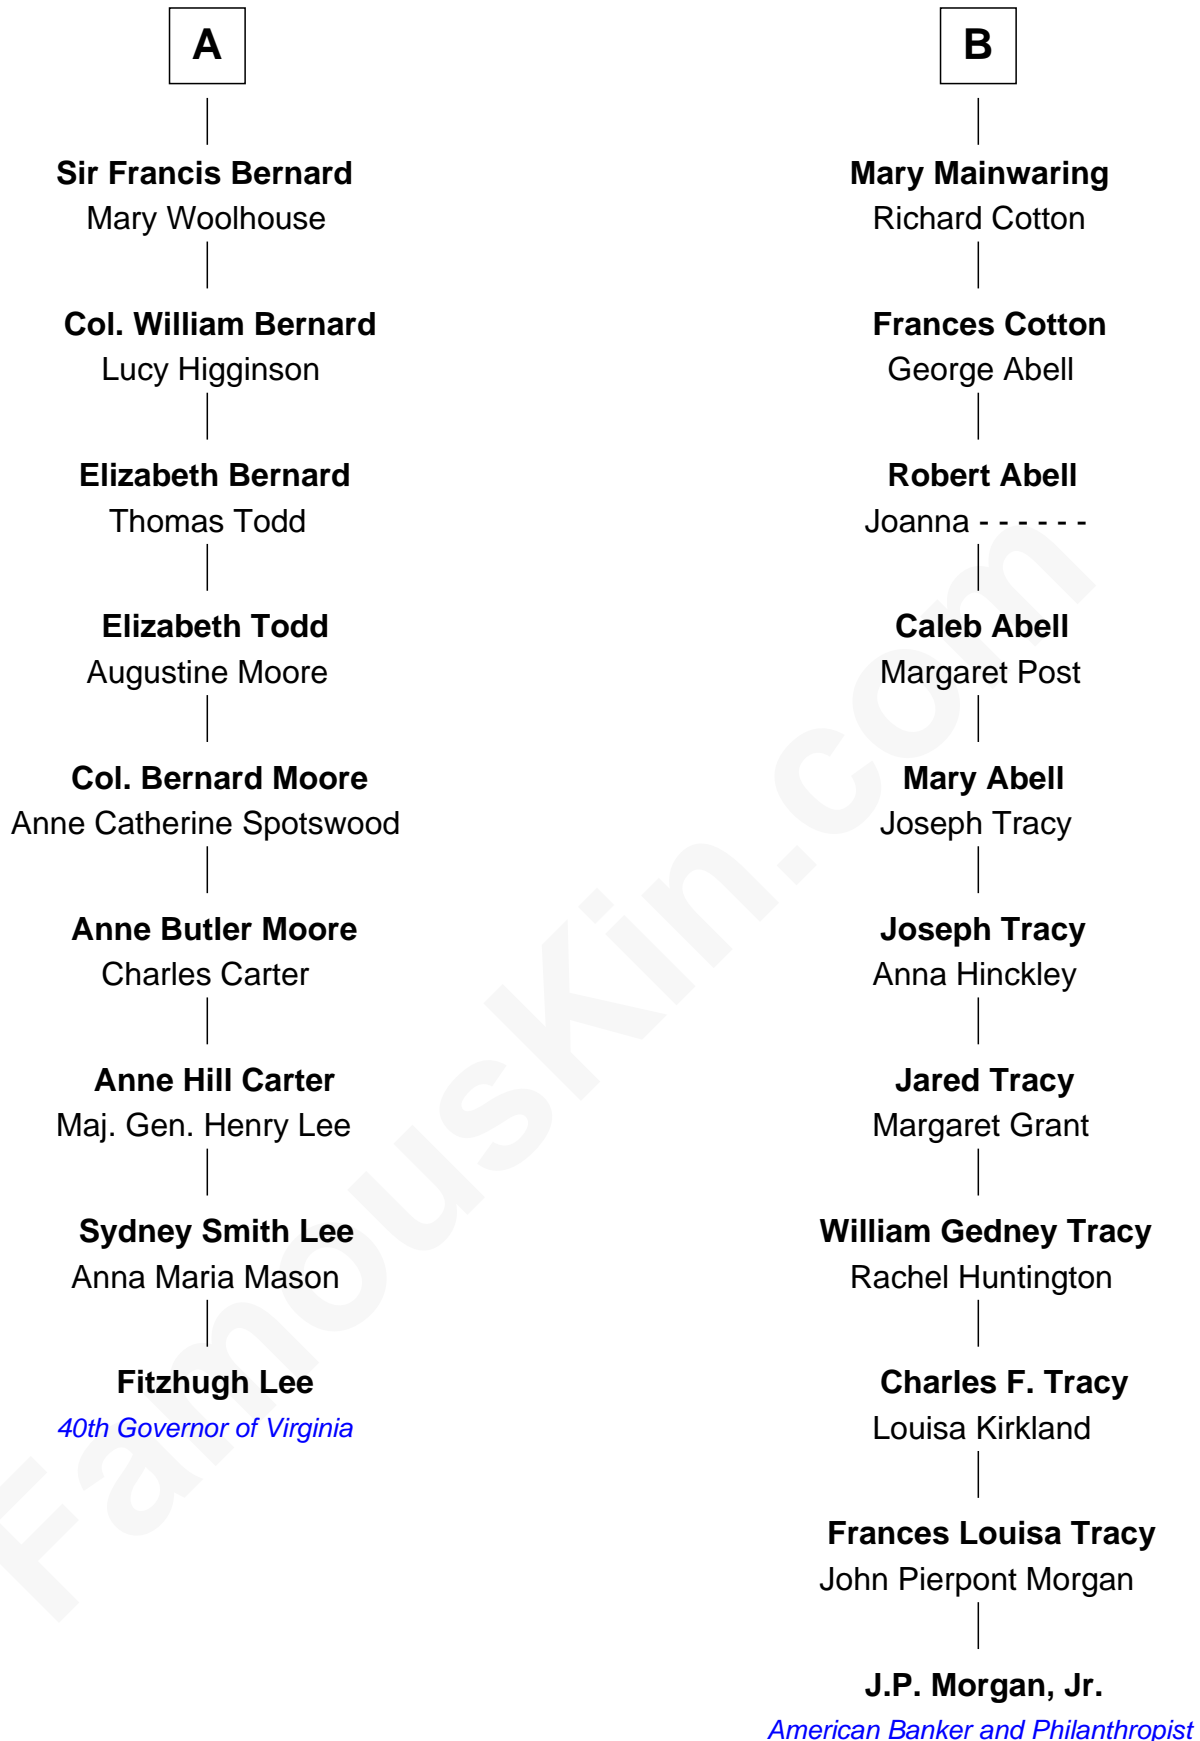 A
Sir Francis Bernard
Mary Woolhouse
Col. William Bernard
Lucy Higginson
Elizabeth Bernard
Thomas Todd
Elizabeth Todd
Augustine Moore
Col. Bernard Moore
Anne Catherine Spotswood
Anne Butler Moore
Charles Carter
Anne Hill Carter
Maj. Gen. Henry Lee
Sydney Smith Lee
Anna Maria Mason
Fitzhugh Lee
40th Governor of Virginia
B
Mary Mainwaring
Richard Cotton
Frances Cotton
George Abell
Robert Abell
Joanna - - - - - -
Caleb Abell
Margaret Post
Mary Abell
Joseph Tracy
Joseph Tracy
Anna Hinckley
Jared Tracy
Margaret Grant
William Gedney Tracy
Rachel Huntington
Charles F. Tracy
Louisa Kirkland
Frances Louisa Tracy
John Pierpont Morgan
J.P. Morgan, Jr.
American Banker and Philanthropist
FamousKin.com